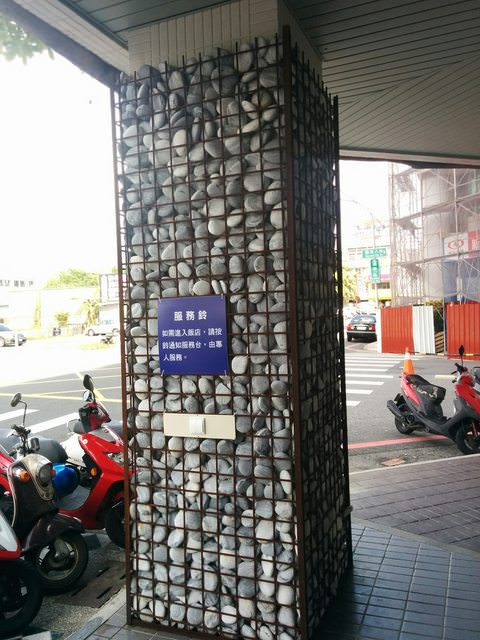 服務鈴
如需進入飯店，請按
鈴通知服務台，由專
人服務。